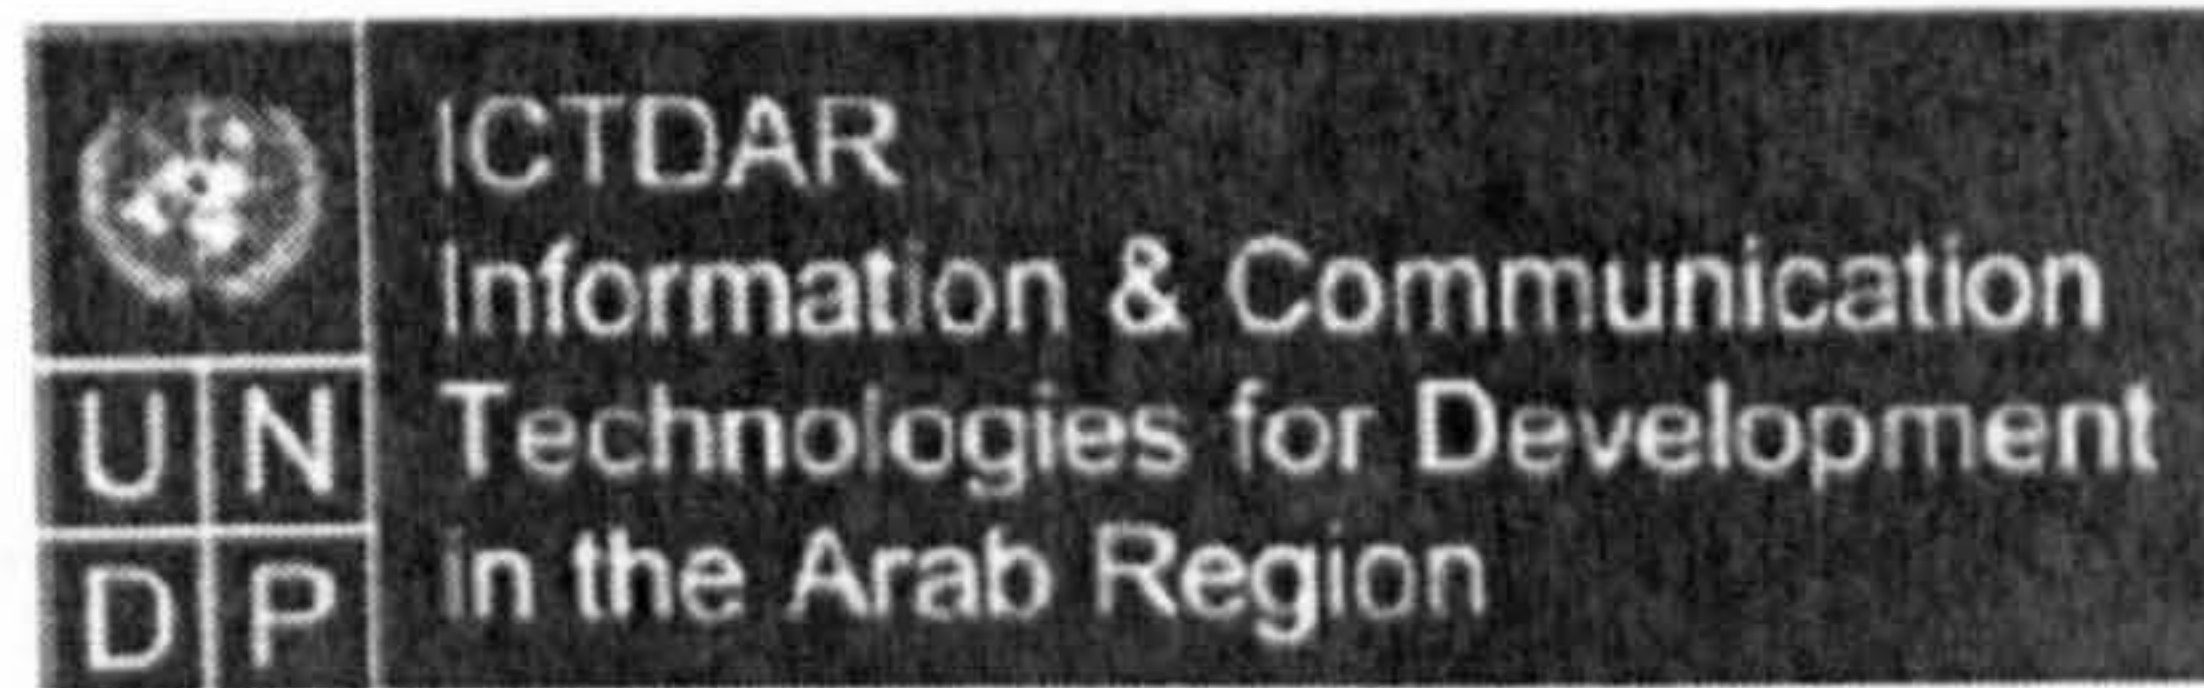 ICTDAR
Information & Communication
Technologies for Development
in the Arab Region
U N
D P